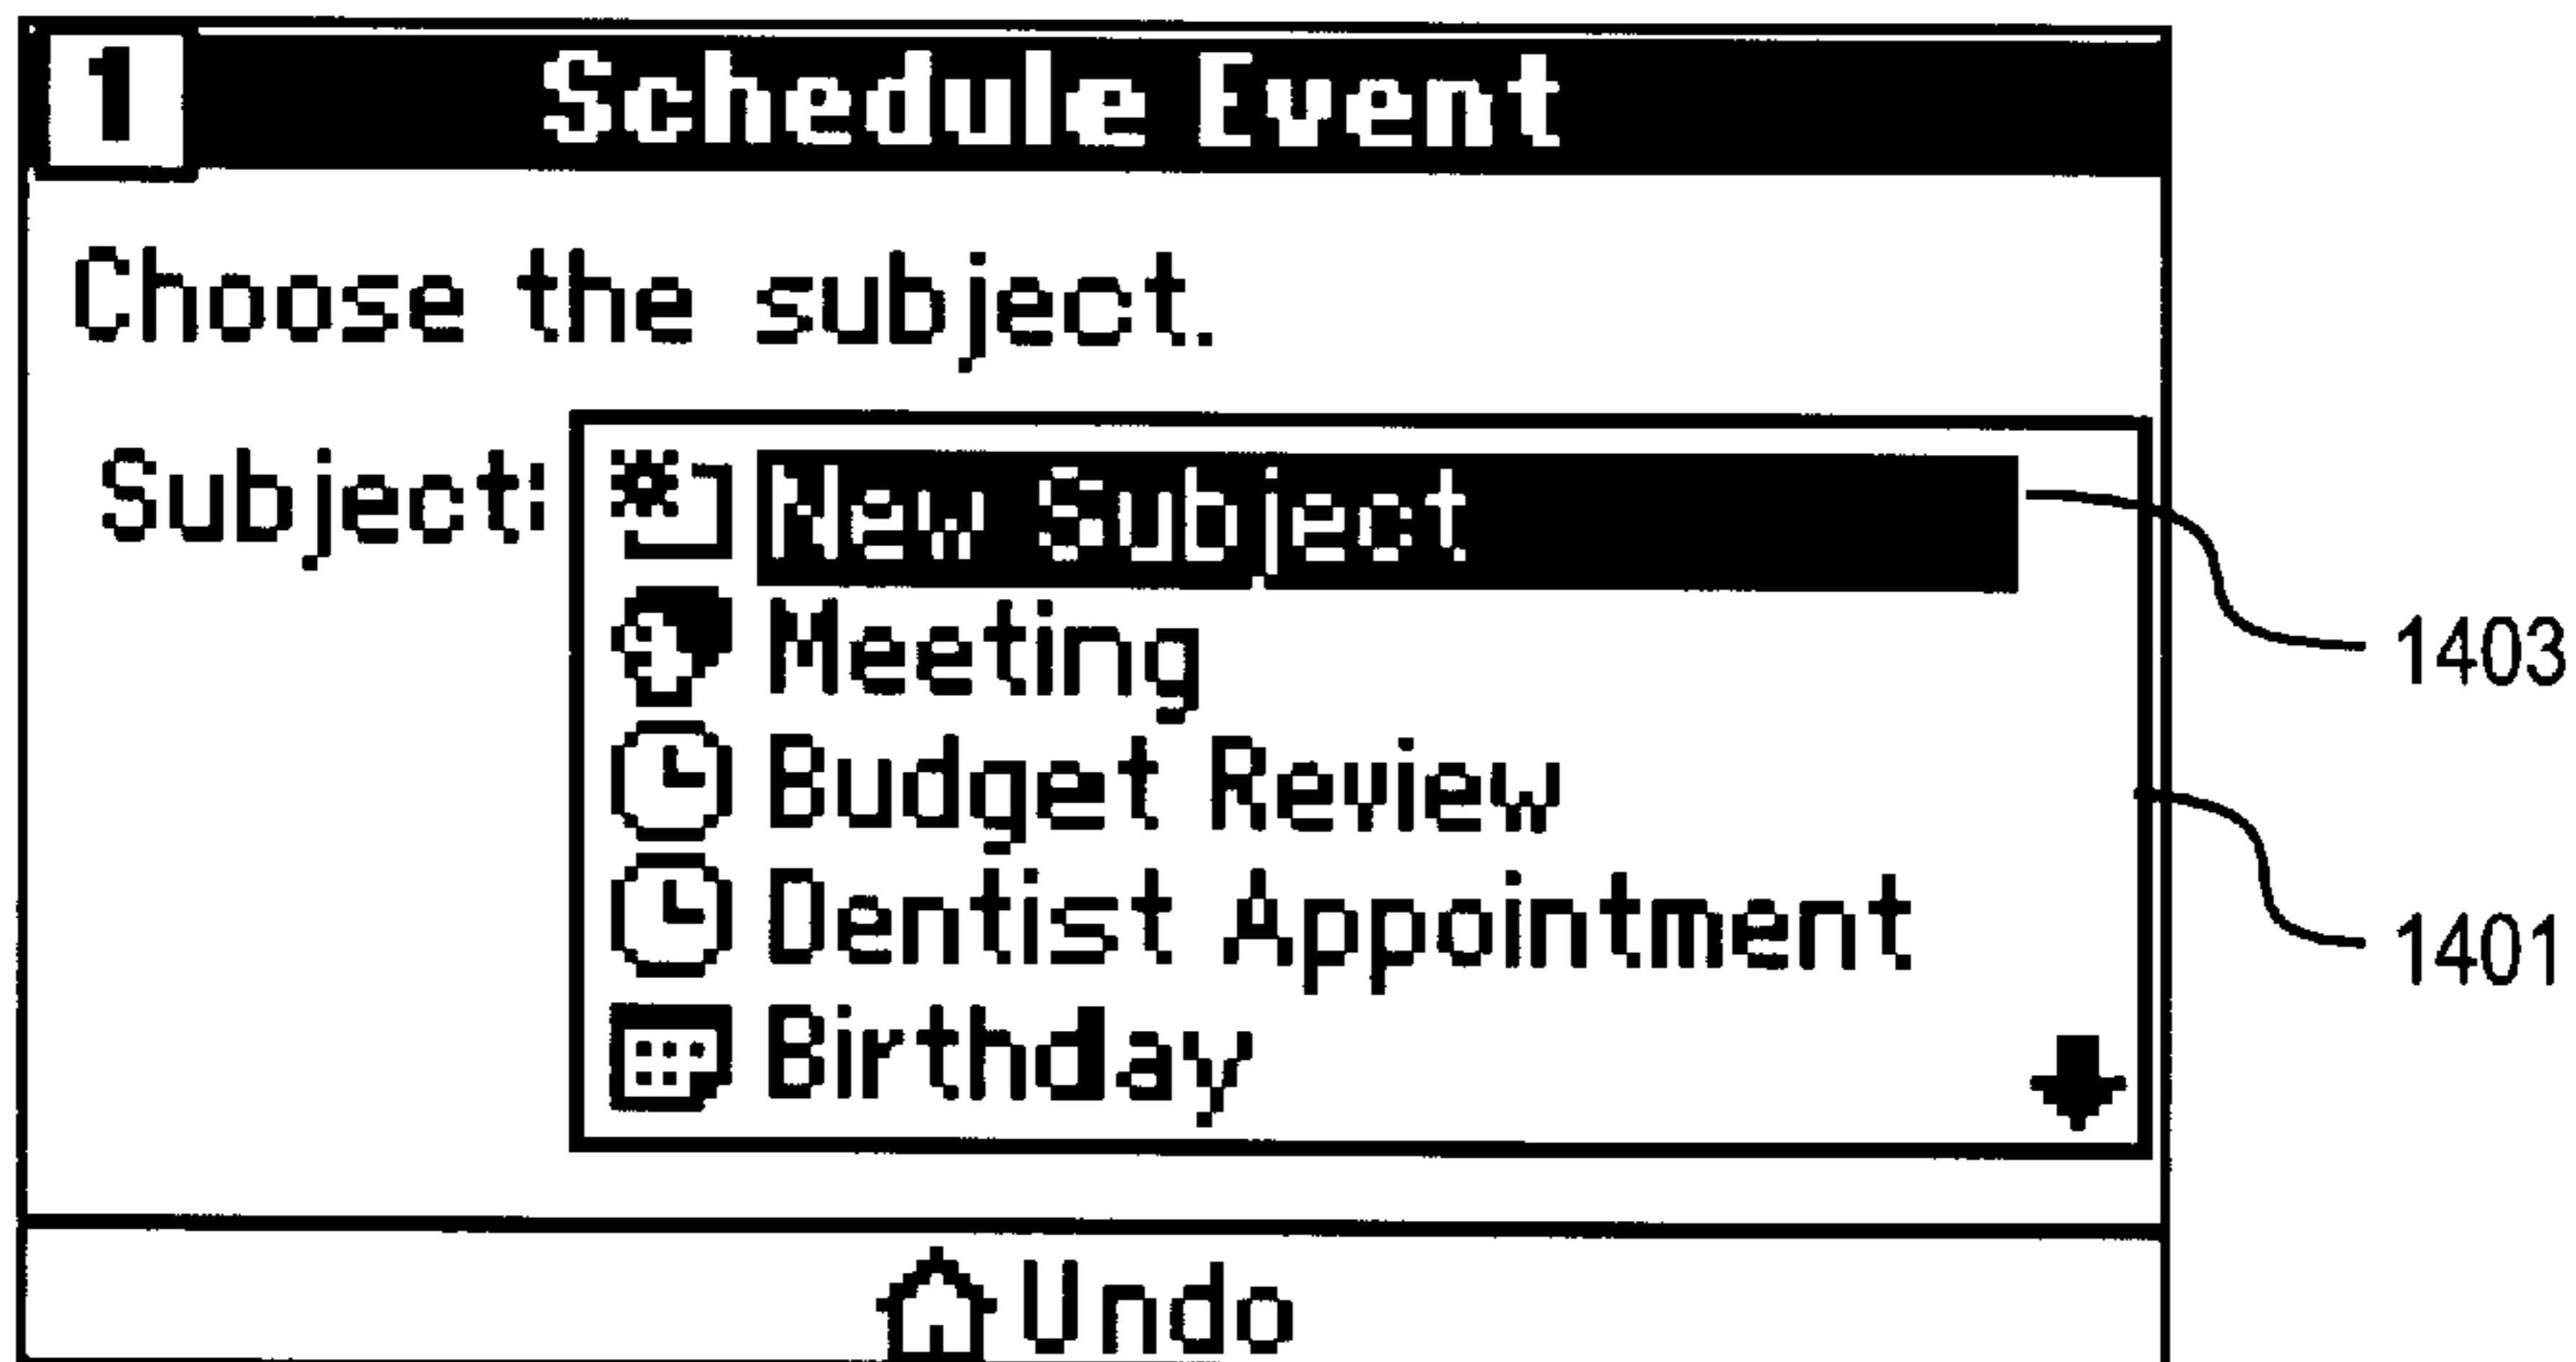 1 Schedule Event
Choose the subject.
Subject: New Subject
Meeting
1403
Budget Review
Dentist Appointment
1401
Birthday
Undo